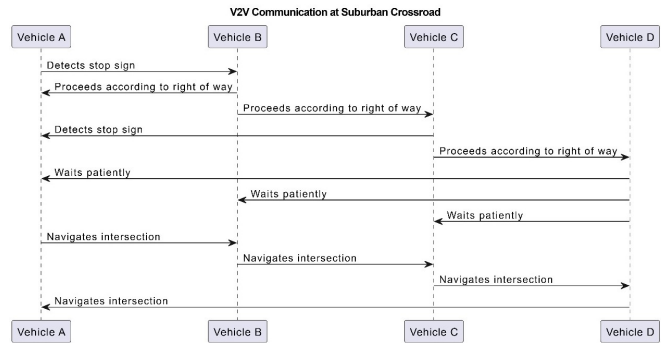 V2V Communication at Suburban Crossroad
Vehicle A Vehicle B Vehicle C Vehicle D
Detects stop sign
Proceeds according to right of way
Proceeds according to right of way
Detects stop sign
Proceeds according to right of way
Waits patiently
Waits patiently
Waits patiently
Navigates intersection
Navigates intersection
Navigates intersection
Navigates intersection
Vehicle A Vehicle B Vehicle C Vehicle D